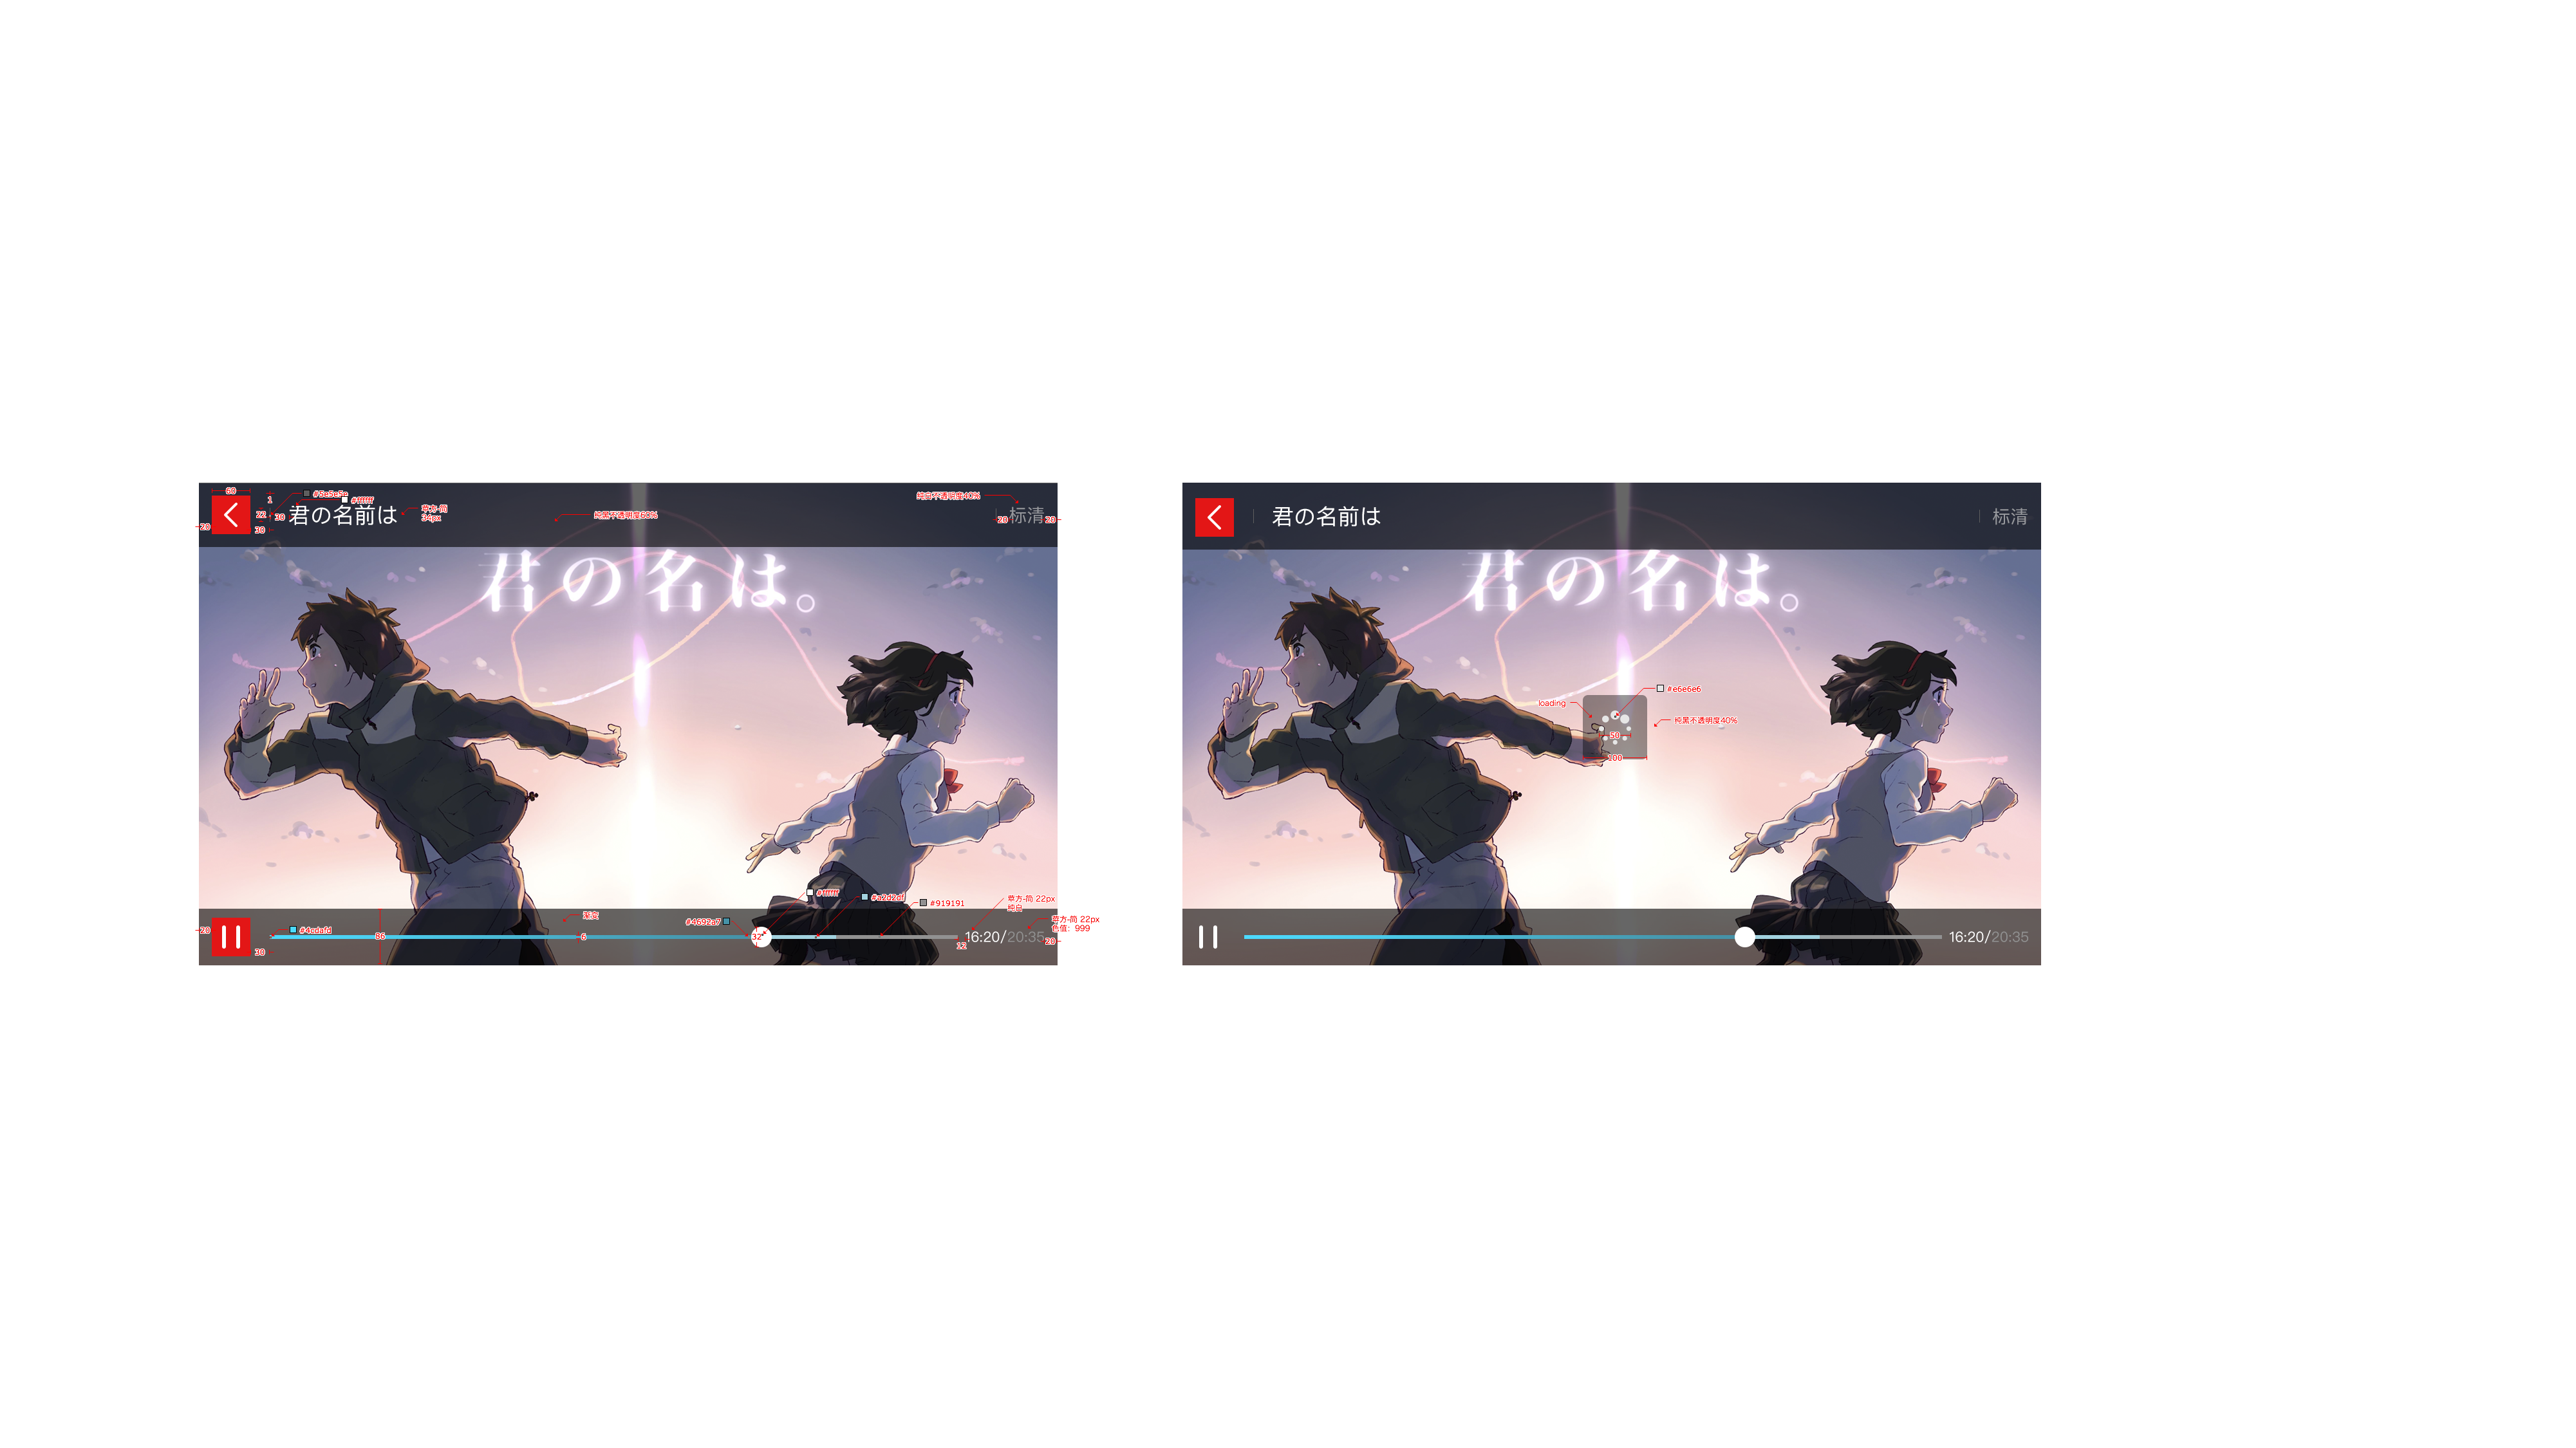 60
1
#5e5e5e
#ffffff
22
30
20
30
君の名前は
苹方-简
34px
纯黑不透明度60%
纯白不透明度40%
20
标清
20
君の名は。
#4cdafd
20
30
86
渐变
6
#4692a7
32
#ffffff
#a2d2df
#919191
苹方-简 22px
纯白
苹方-简 22px
色值：999
12
16:20/20:35
20
君の名前は
标清
君の名は。
loading
#e6e6e6
纯黑不透明度40%
50
100
16:20/20:35